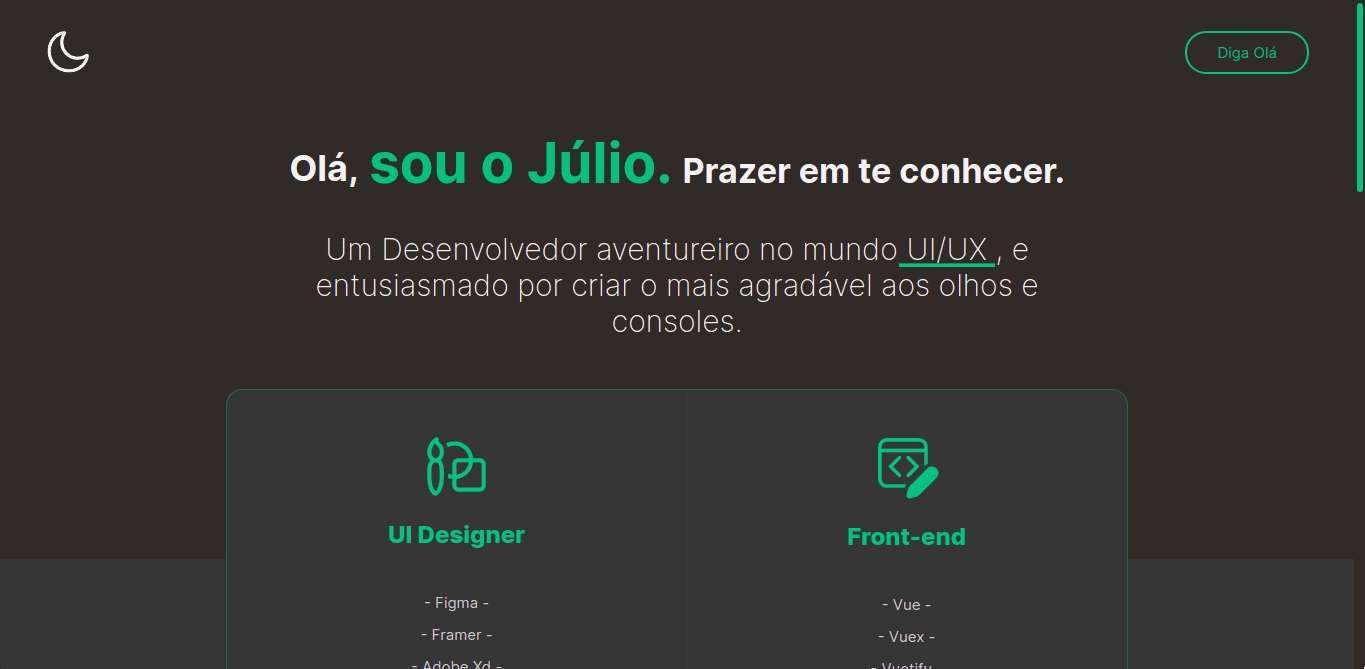 Diga Olá
Olá, sou o Júlio. Prazer em te conhecer.
Um Desenvolvedor aventureiro no mundo UI/UX , e
entusiasmado por criar o mais agradável aos olhos e
consoles.
UI Designer
- Figma -
- Framer -
- Adobe Xd -
Front-end
- Vue -
- Vuex -
- Vuetify